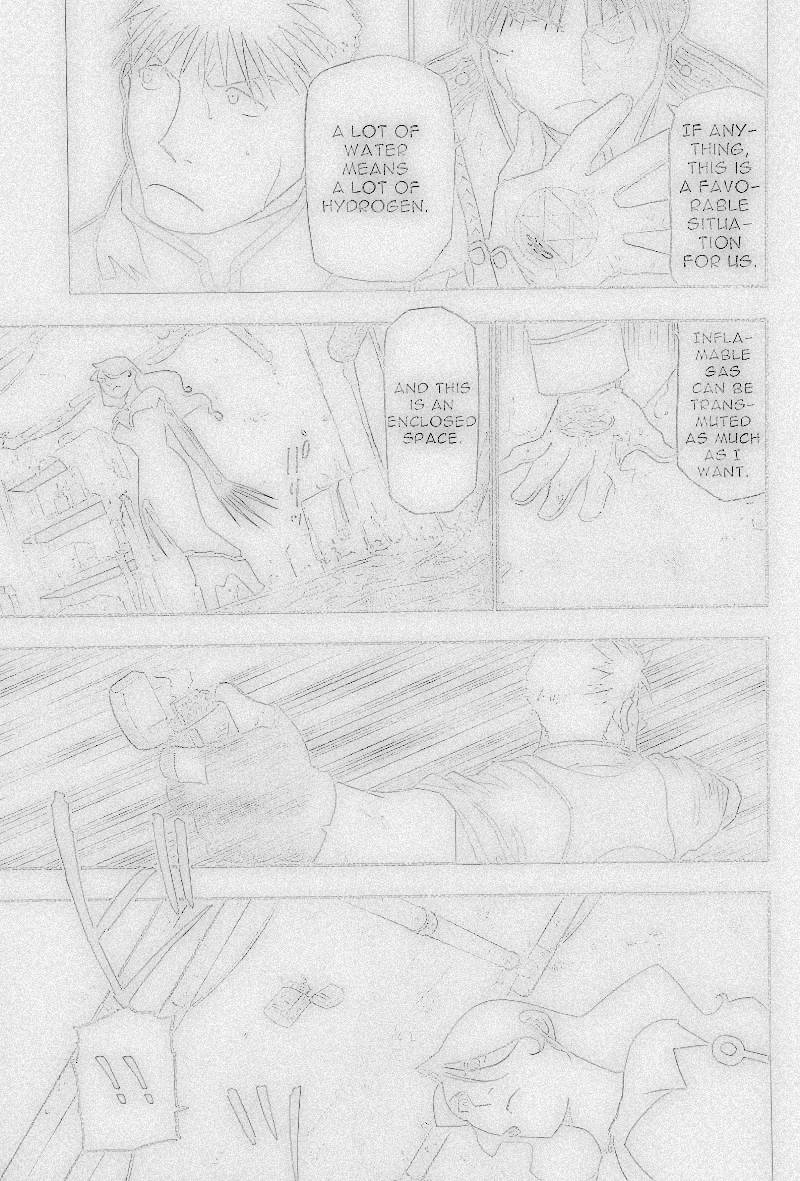 IF ANY-
THING,
THIS IS
A FAVO-
RABLE
SITUA-
TION
FOR US.
A LOT OF
WATER
MEANS
A LOT OF
HYDROGEN.
INFLA-
MABLE
GAS
CAN BE
TRANS-
MUTED
AS MUCH
AS I
WANT.
AND THIS
IS AN
ENCLOSED
SPACE.
!!